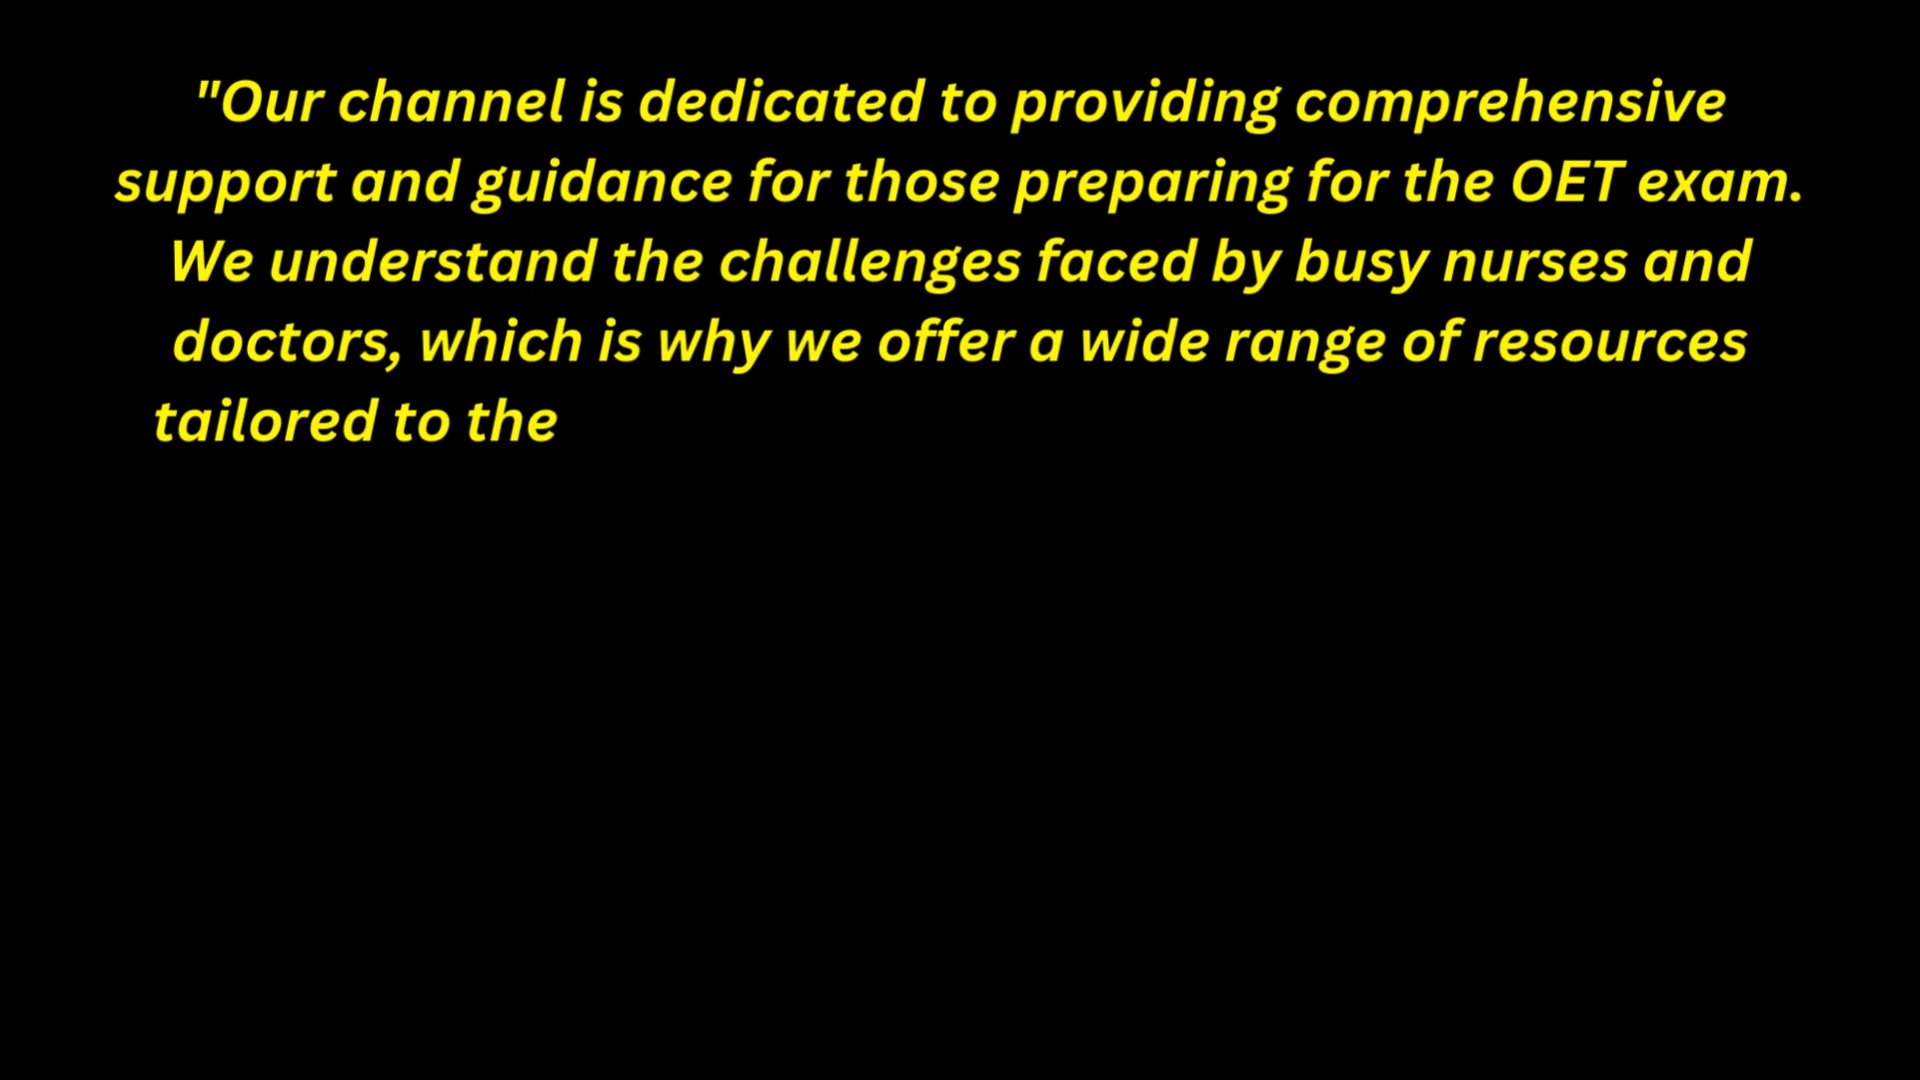 "Our channel is dedicated to providing comprehensive
support and guidance for those preparing for the OET exam.
We understand the challenges faced by busy nurses and
doctors, which is why we offer a wide range of resources
tailored to the